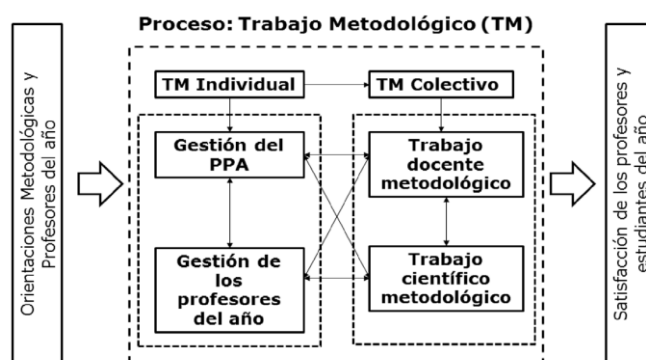 Proceso: Trabajo Metodológico (TM)
Orientaciones Metodológicas y
Profesores del año
TM Individual
TM Colectivo
Gestión del
PPA
Trabajo
docente
metodológico
Gestión de
los
profesores
del año
Trabajo
científico
metodológico
Satisfacción de los profesores y
estudiantes del año